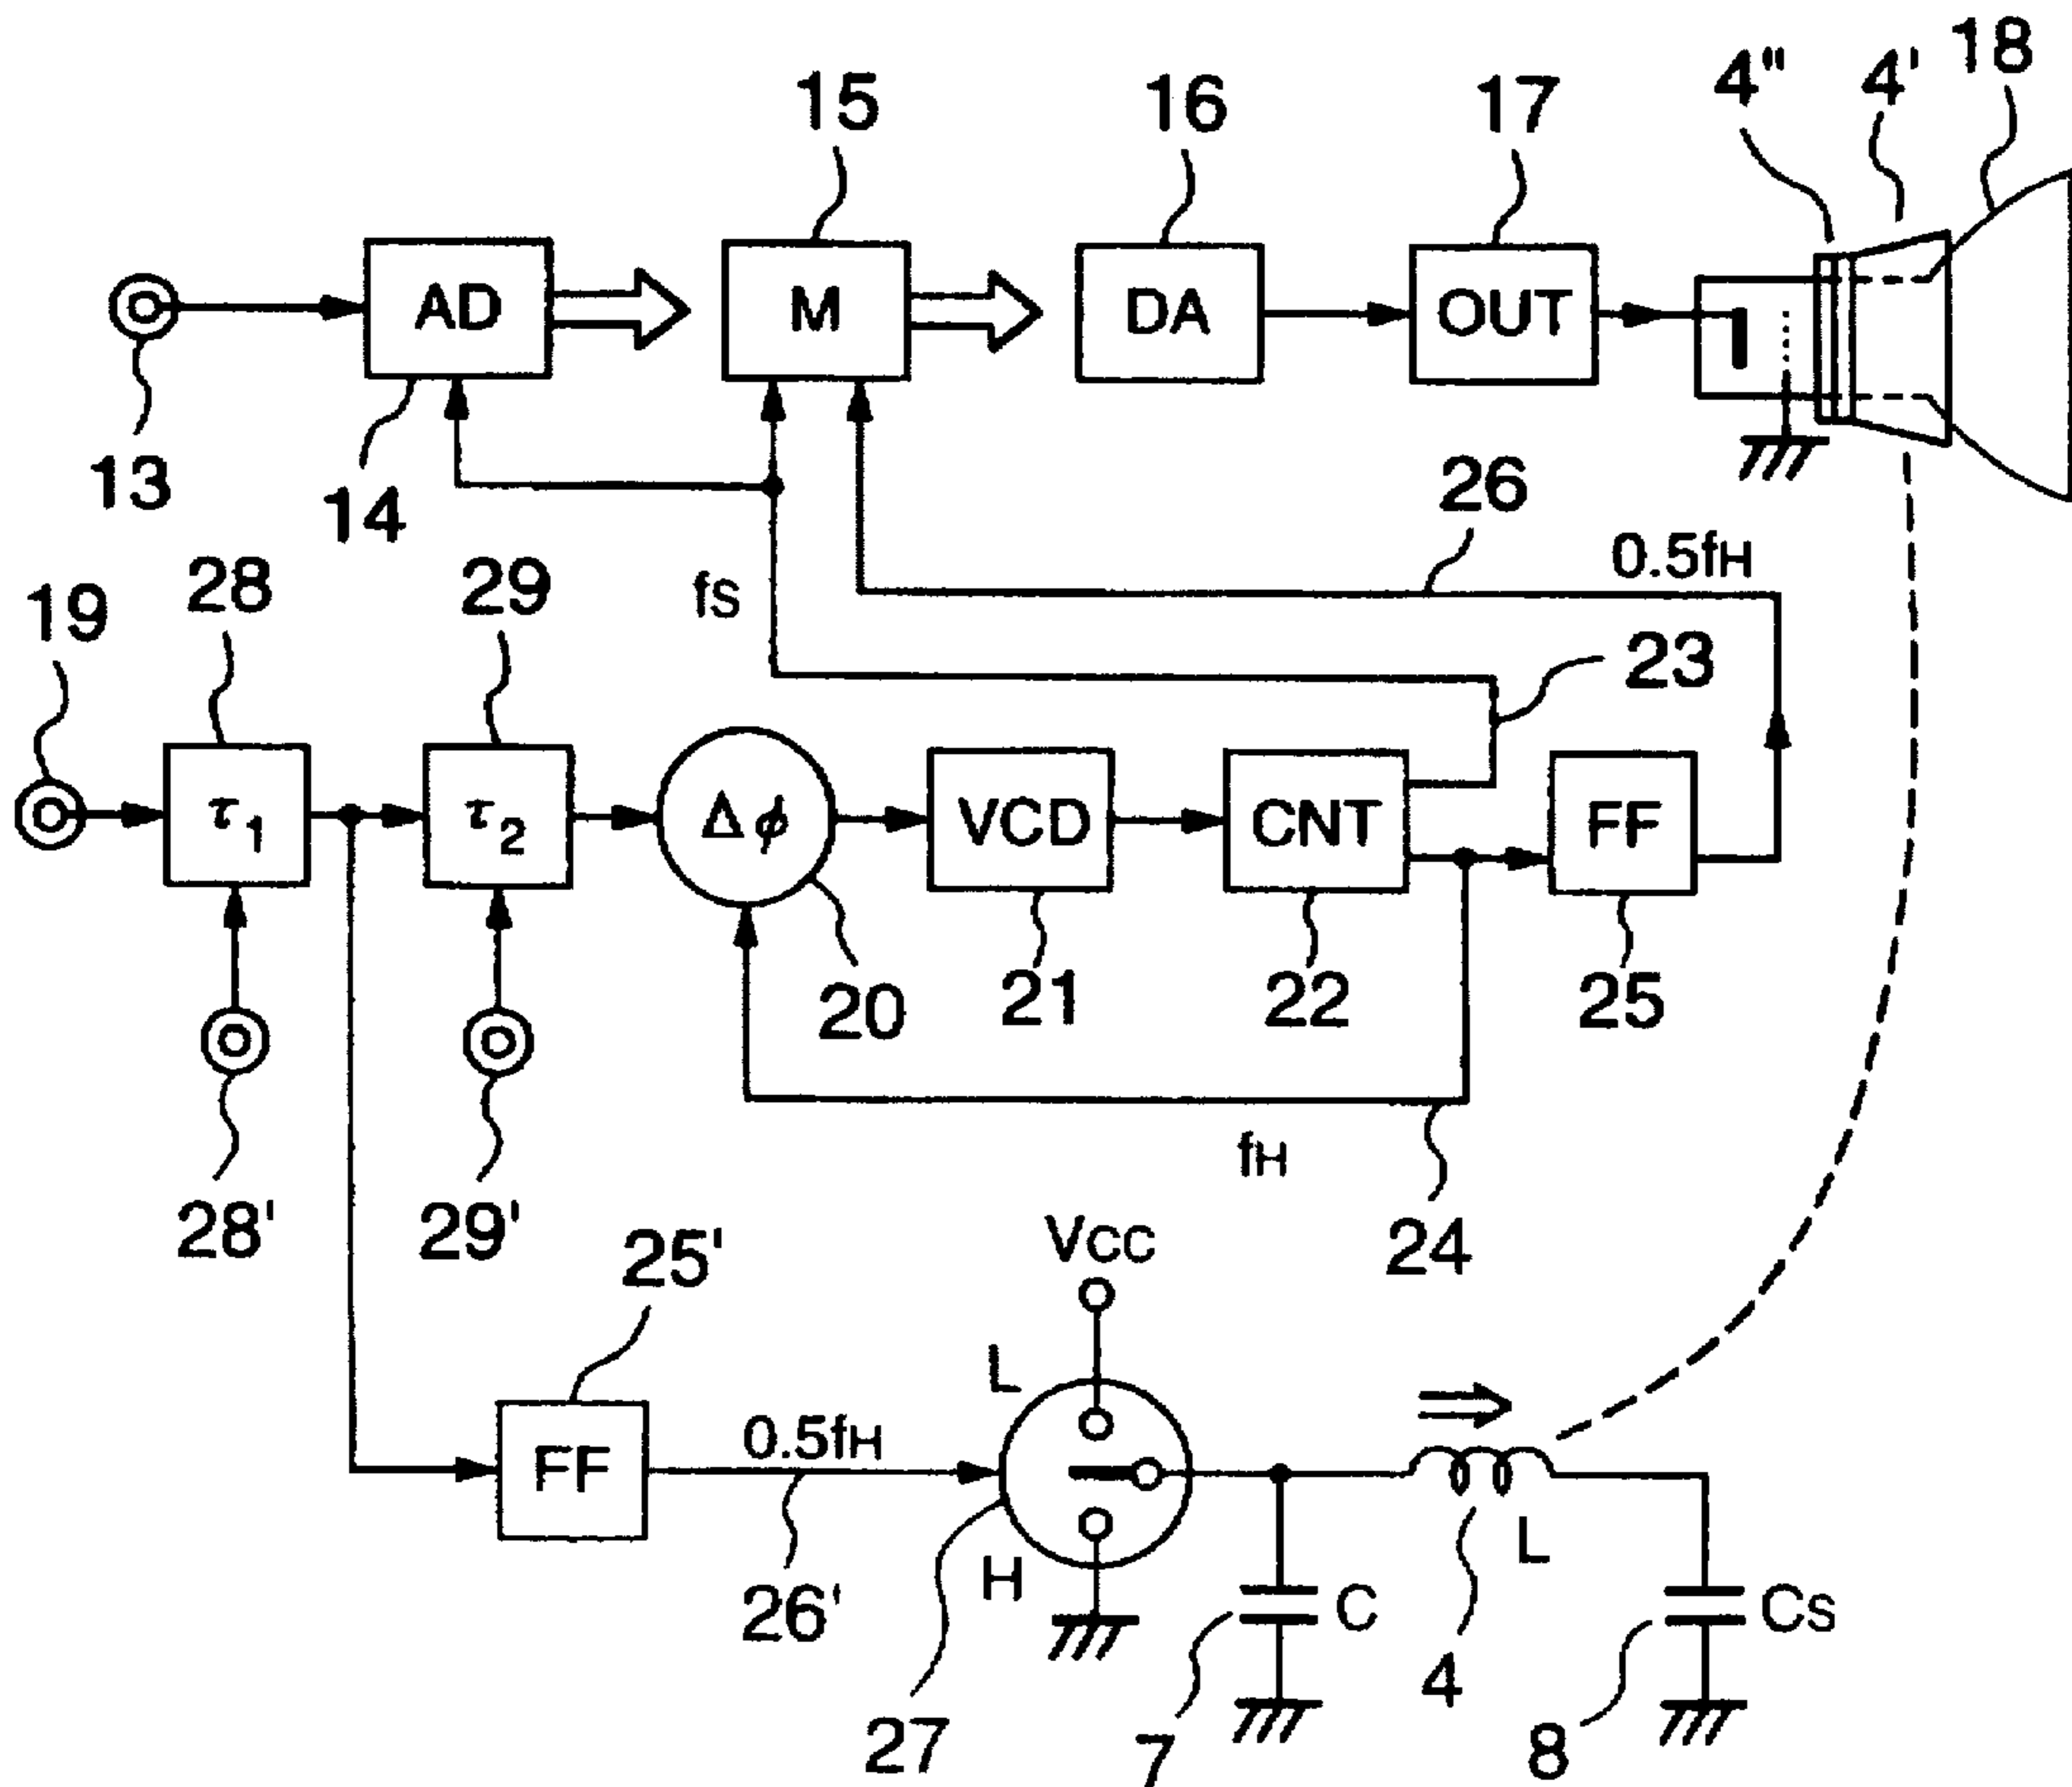 15 16 17 4" 4' 18
AD M DA OUT
13 14 26
0.5fH
19 28 29 fS 23
τ1 τ2 Δϕ VCD CNT FF
20 21 22 25
fH
28' 29' 24
25' VCC
L
FF 0.5fH
H L
26' C CS
27 7 4 8